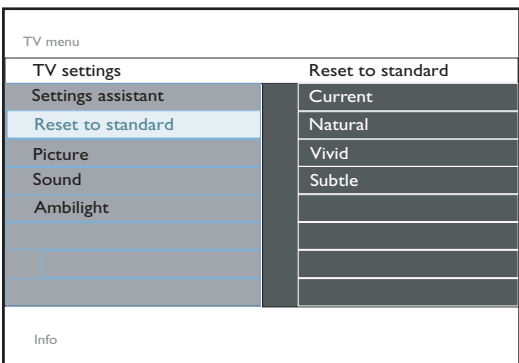 TV menu
TV settings
Reset to standard
Settings assistant
Current
Reset to standard
Natural
Picture
Vivid
Sound
Subtle
Ambilight
Info